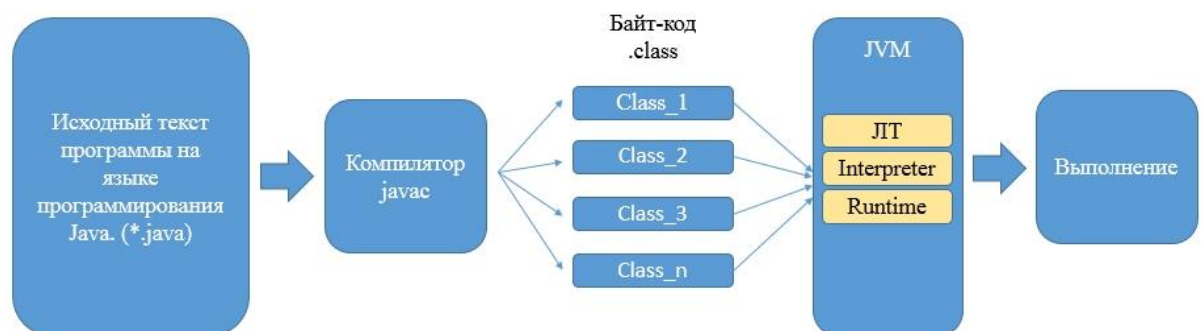 Исходный текст
программы на
языке
программирования
Java. (*.java)
Компилятор
javac
Байт-код
.class
Class_1
Class_2
Class_3
Class_n
JVM
JIT
Interpreter
Runtime
Выполнение